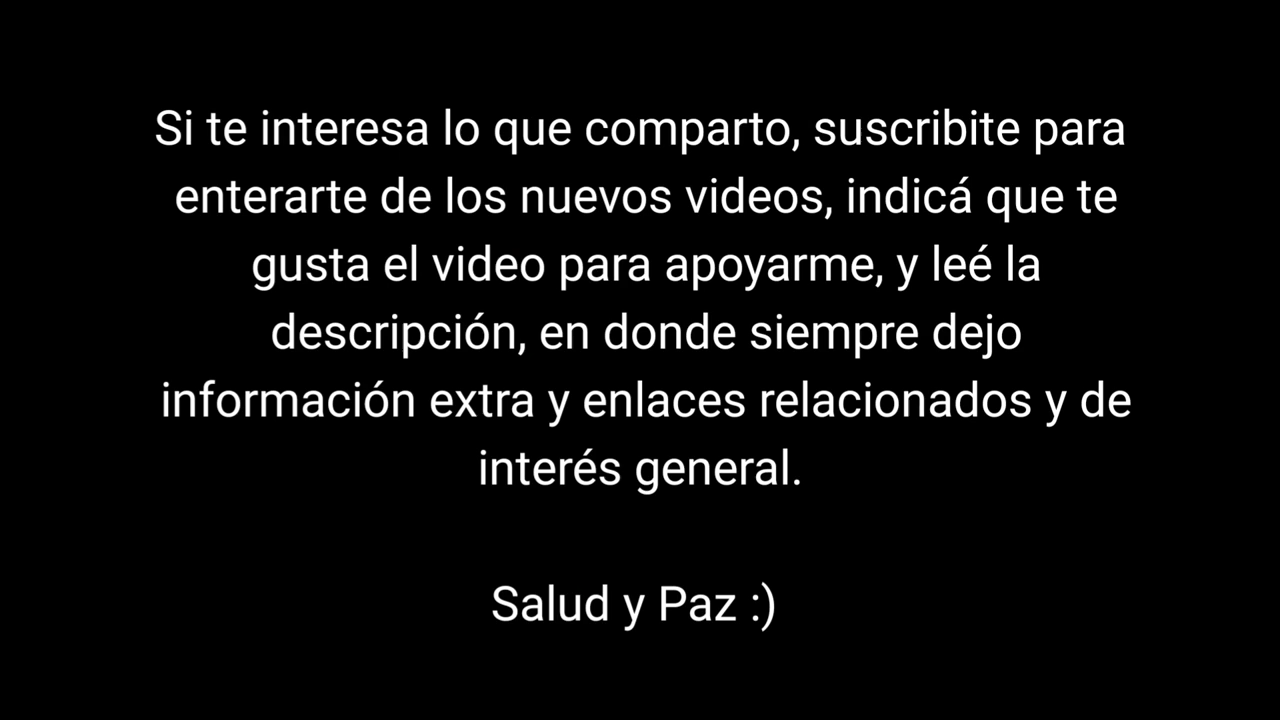 Si te interesa lo que comparto, suscribite para
enterarte de los nuevos videos, indicá que te
gusta el video para apoyarme, y leé la
descripción, en donde siempre dejo
información extra y enlaces relacionados y de
interés general.
Salud y Paz :)